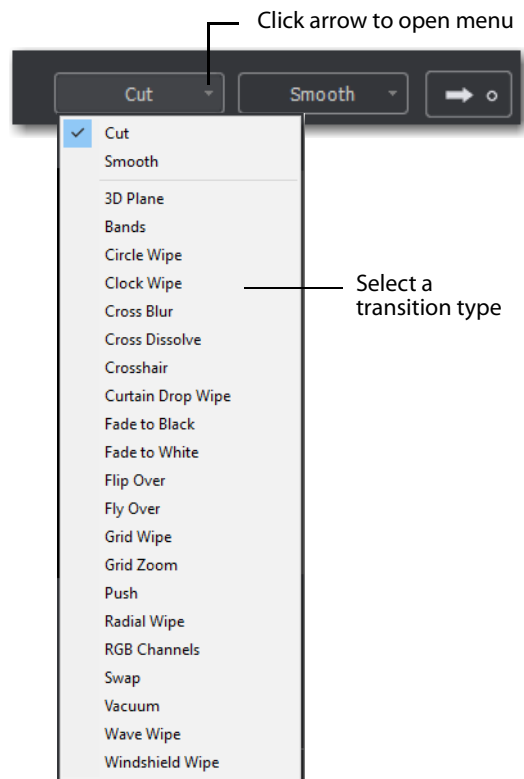 Click arrow to open menu
Cut
Smooth
Cut
Smooth
3D Plane
Bands
Circle Wipe
Clock Wipe
Select a
transition type
Cross Blur
Cross Dissolve
Crosshair
Curtain Drop Wipe
Fade to Black
Fade to White
Flip Over
Fly Over
Grid Wipe
Grid Zoom
Push
Radial Wipe
RGB Channels
Swap
Vacuum
Wave Wipe
Windshield Wipe